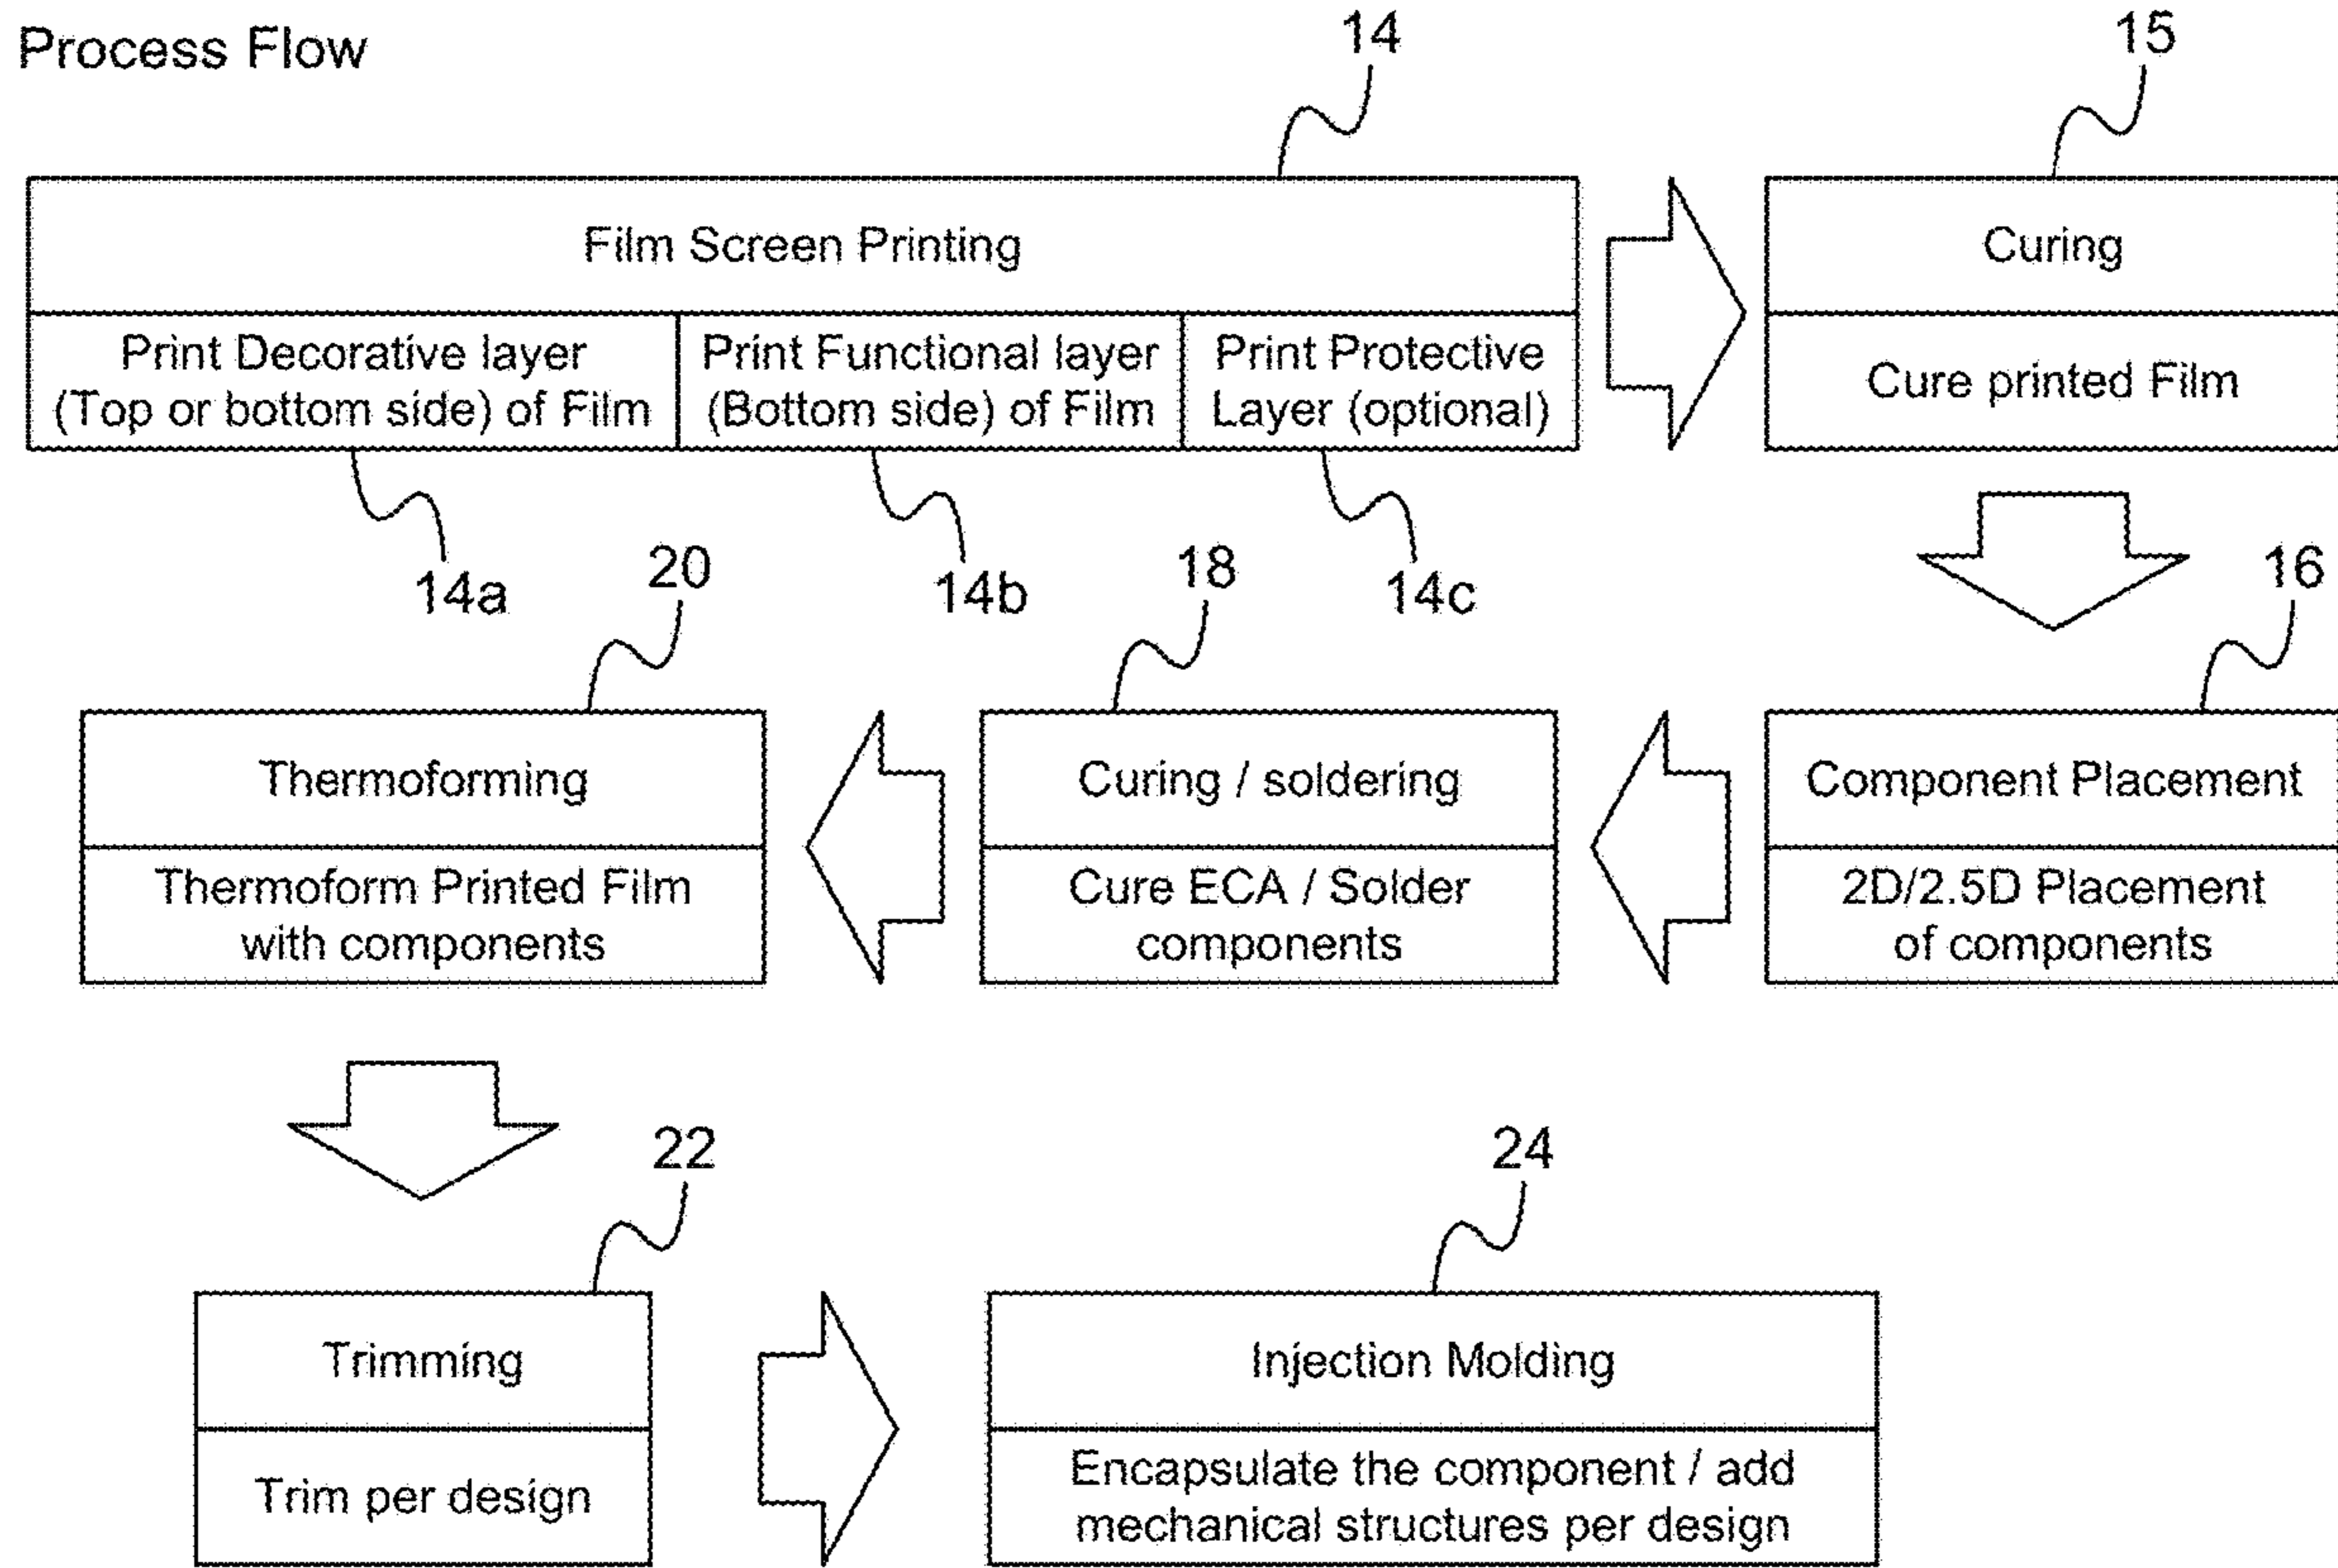 Process Flow
14
15
Film Screen Printing
Curing
Print Decorative layer
(Top or bottom side) of Film
Print Functional layer
(Bottom side) of Film
Print Protective
Layer (optional)
Cure printed Film
14a
14b
14c
20
18
16
Thermoforming
Thermoform Printed Film
with components
Curing / soldering
Cure ECA / Solder
components
Component Placement
2D/2.5D Placement
of components
22
24
Trimming
Trim per design
Injection Molding
Encapsulate the component / add
mechanical structures per design